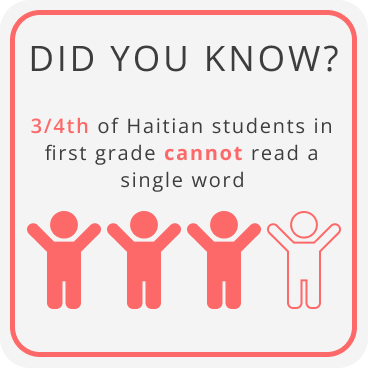 DID YOU KNOW?
3/4th of Haitian students in
first grade cannot read a
single word